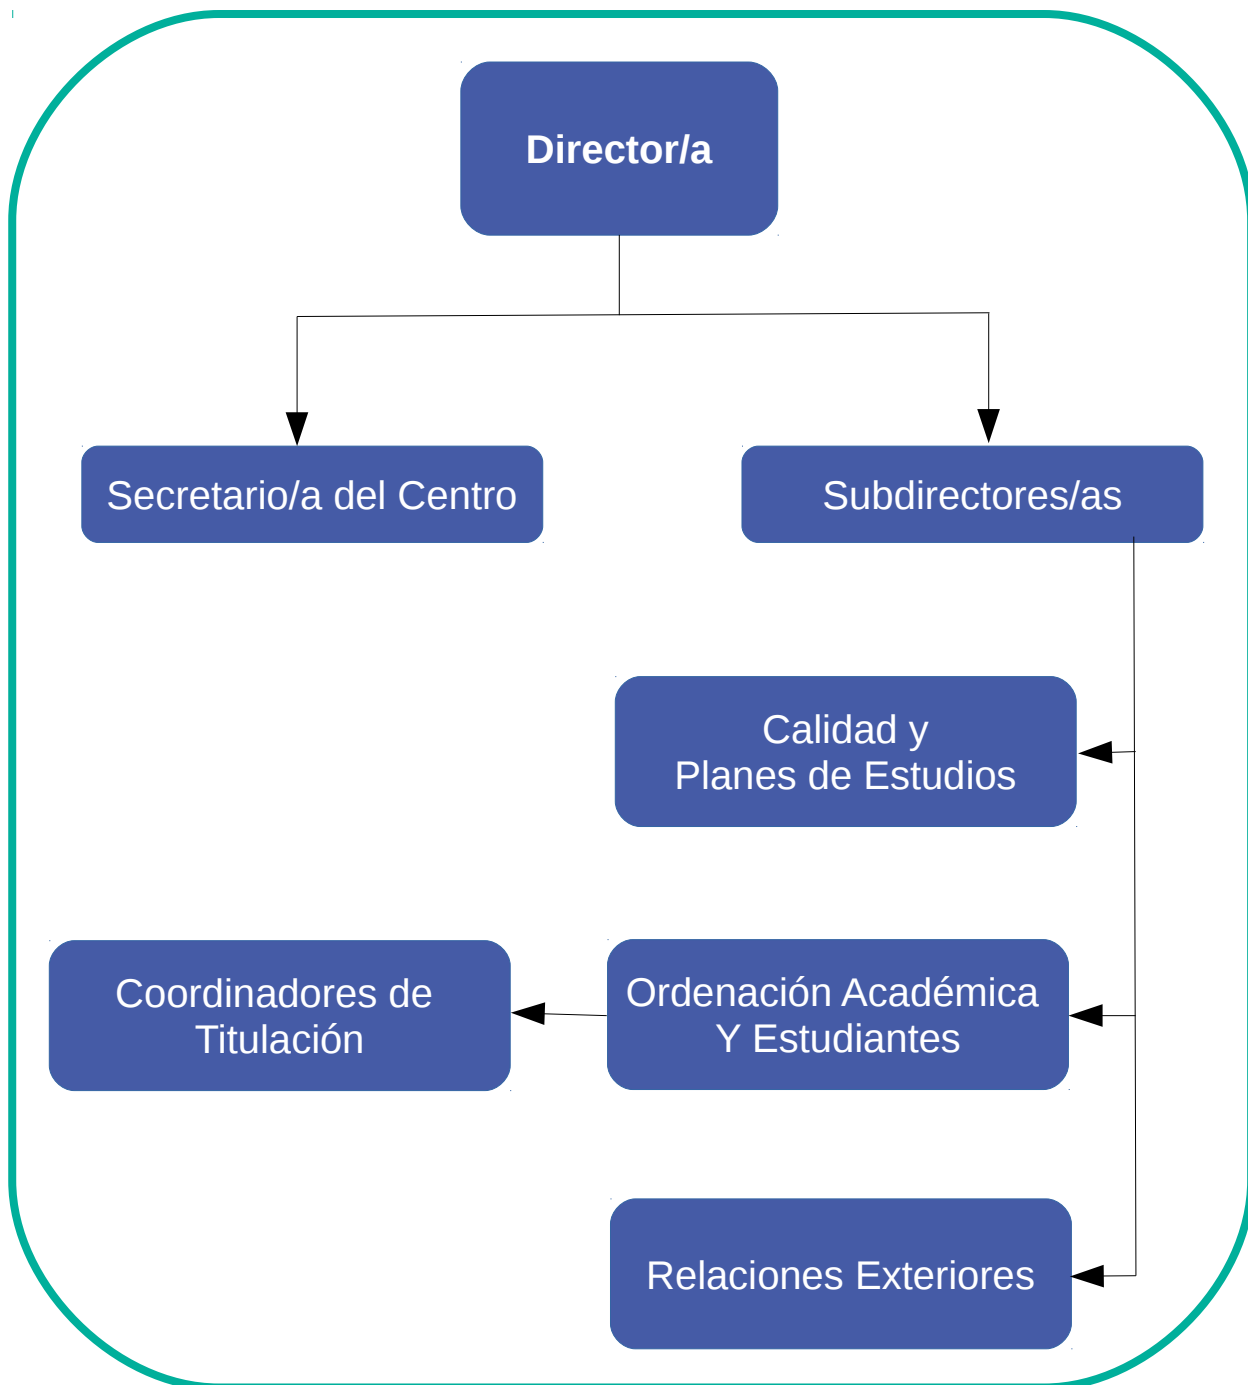 Director/a
Secretario/a del Centro
Subdirectores/as
Calidad y
Planes de Estudios
Coordinadores de
Titulación
Ordenación Académica
Y Estudiantes
Relaciones Exteriores